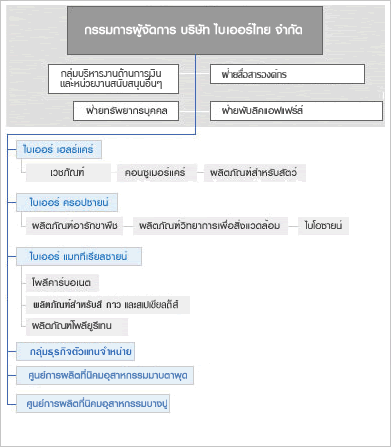 กรรมการผู้จัดการ บริษัท ไบเออร์ไทย จำกัด
กลุ่มบริหารงานด้านการเงิน
และหน่วยงานสนับสนุนอื่นๆ
ฝ่ายสื่อสารองค์กร
ฝ่ายทรัพยากรบุคคล
ฝ่ายพับลิคแอฟแฟร์ส์
ไบเออร์ เฮลธ์แคร์
เวชภัณฑ์
คอนซูเมอร์แคร์
ผลิตภัณฑ์สำหรับสัตว์
ไบเออร์ ครอปซายน์
ผลิตภัณฑ์อารักขาพืช
ผลิตภัณฑ์วิทยาการเพื่อสิ่งแวดล้อม
ไบโอซายน์
ไบเออร์ แมททีเรียลซายน์
โพลีคาร์บอเนต
ผลิตภัณฑ์สำหรับสี กาว และสเปเชียลตี้ส์
ผลิตภัณฑ์โพลียูรีเทน
กลุ่มธุรกิจตัวแทนจำหน่าย
ศูนย์การผลิตที่นิคมอุสาหกรรมมาบตาพุด
ศูนย์การผลิตที่นิคมอุสาหกรรมบางปู